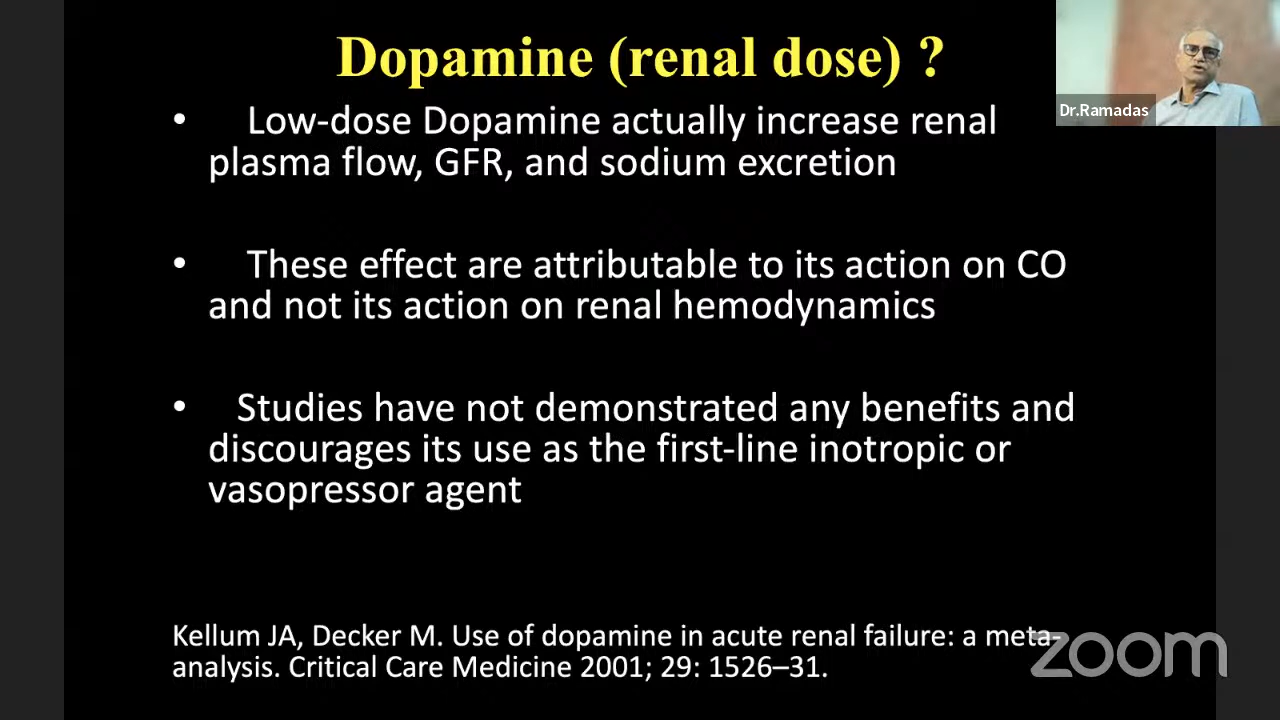 Dopamine (renal dose) ?
Dr.Ramadas
• Low-dose Dopamine actually increase renal
plasma flow, GFR, and sodium excretion
• These effect are attributable to its action on CO
and not its action on renal hemodynamics
• Studies have not demonstrated any benefits and
discourages its use as the first-line inotropic or
vasopressor agent
Kellum JA, Decker M. Use of dopamine in acute renal failure: a meta-
analysis. Critical Care Medicine 2001; 29: 1526–31.
zoom